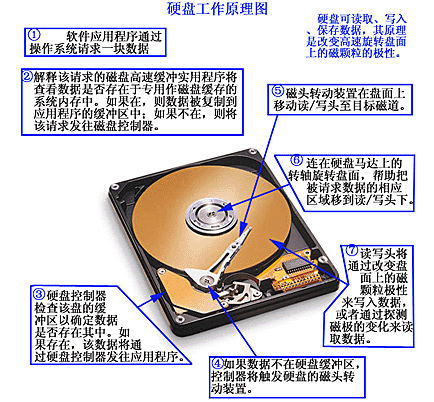 硬盘工作原理图
硬盘可读取、写入
、保存数据，其原理
是改变高速旋转盘面
上的磁颗粒的极性。
① 软件应用程序通过
操作系统请求一块数据
②解释该请求的磁盘高速缓冲实用程序将
查看数据是否存在于专用作磁盘缓存的
系统内存中。如果在，则数据被复制到
应用程序的缓冲区中；如果不在，则将
该请求发往磁盘控制器。
⑤磁头转动装置在盘面上
移动读/写头至目标磁道。
⑥ 连在硬盘马达上的
转轴旋转盘面，帮助把
被请求数据的相应
区域移到读/写头下。
⑦读写头将
通过改变盘
面上的磁
颗粒极性
来写入数据，
或者通过探测
磁极的变化来读
取数据。
③硬盘控制器
检查该盘的缓
冲区以确定数据
是否存在其中。如
果存在，该数据将通
过硬盘控制器发往应用程序。
④如果数据不在硬盘缓冲区，
控制器将触发硬盘的磁头转
动装置。